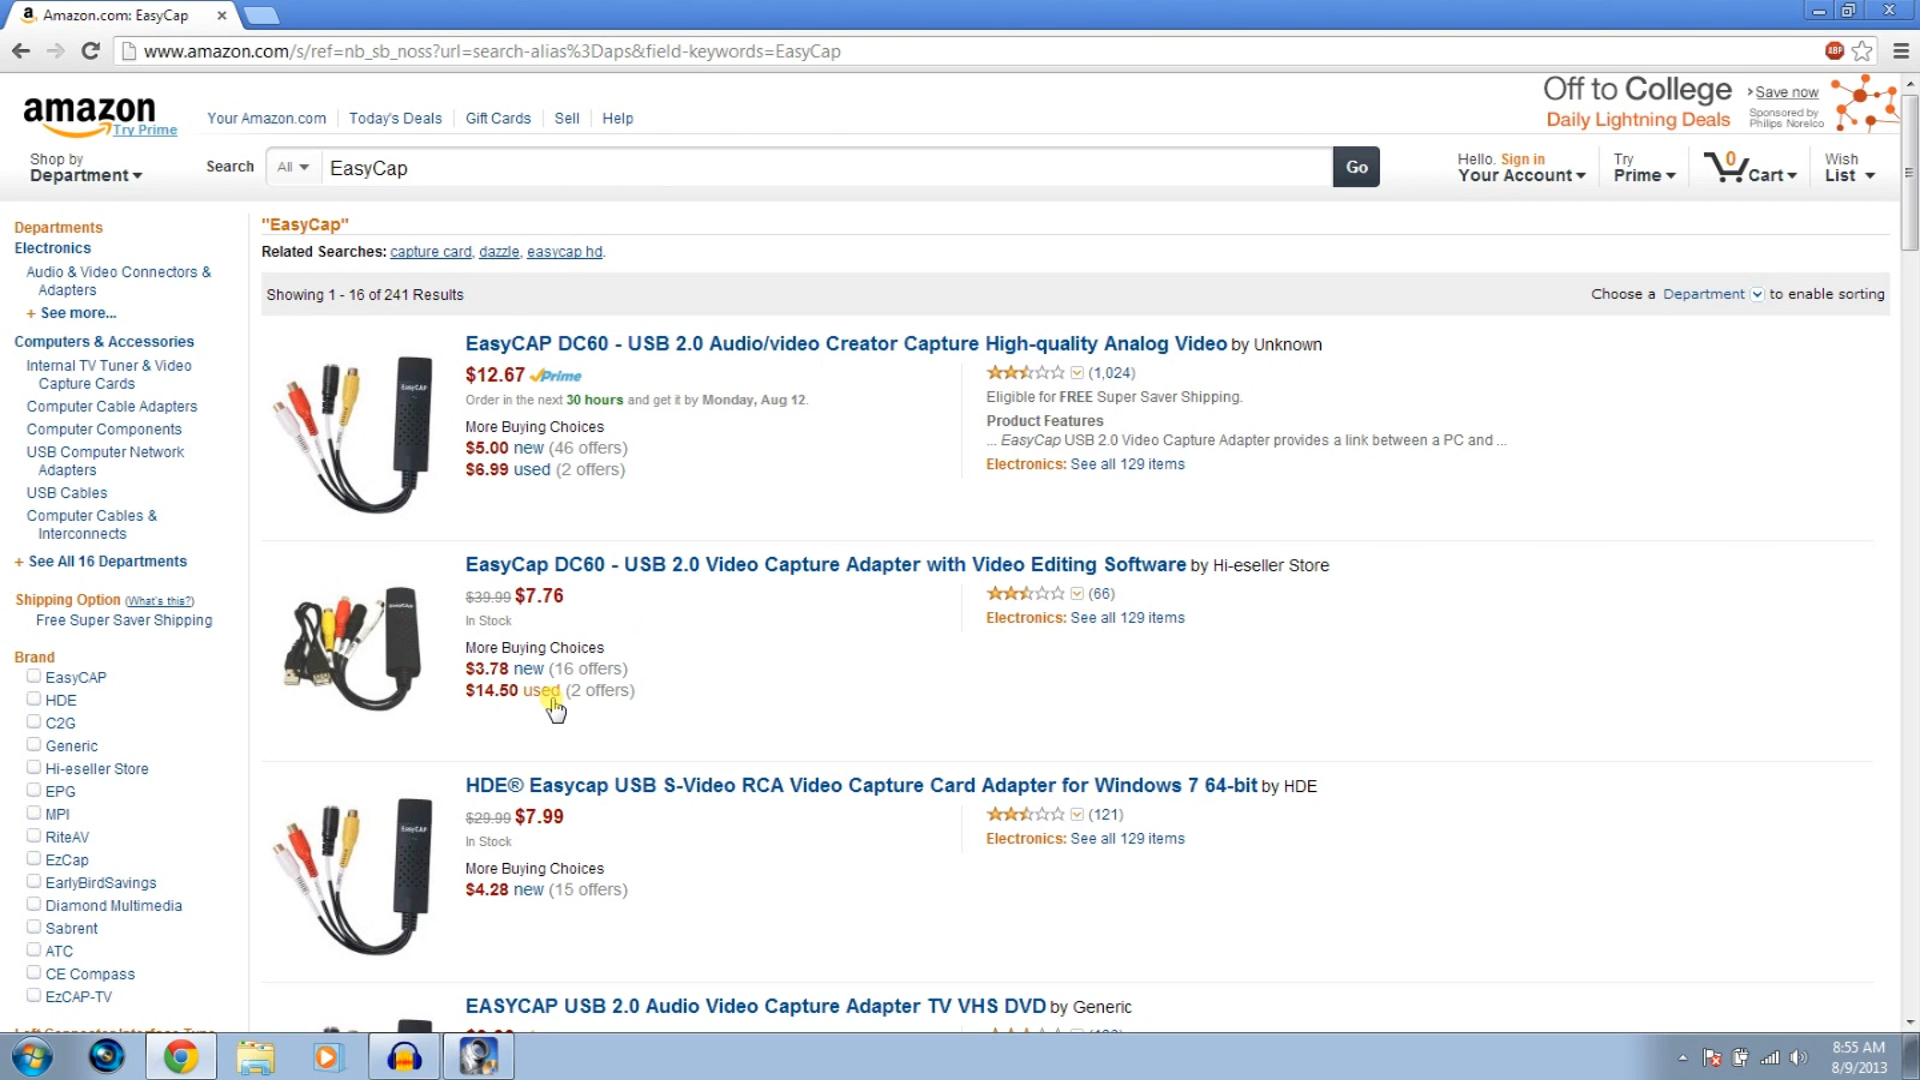 Amazon.com: EasyCap
www.amazon.com/s/ref=nb_sb_noss?url=search-alias%3Daps&field-keywords=EasyCap
ABP
amazon
Try Prime
Your Amazon.com
Today's Deals
Gift Cards
Sell
Help
Off to College
Daily Lightning Deals
Save now
Sponsored by
Philips Norelco
Shop by
Department
Search
All
EasyCap
Go
Hello. Sign in
Your Account
Try
Prime
0
Cart
Wish
List
Departments
Electronics
Audio & Video Connectors &
Adapters
+ See more...
Computers & Accessories
Internal TV Tuner & Video
Capture Cards
Computer Cable Adapters
Computer Components
USB Computer Network
Adapters
USB Cables
Computer Cables &
Interconnects
+ See All 16 Departments
Shipping Option (What's this?)
Free Super Saver Shipping
Brand
EasyCAP
HDE
C2G
Generic
Hi-eseller Store
EPG
MPI
RiteAV
EzCap
EarlyBirdSavings
Diamond Multimedia
Sabrent
ATC
CE Compass
EzCAP-TV
"EasyCap"
Related Searches: capture card, dazzle, easycap hd.
Showing 1 - 16 of 241 Results
Choose a Department to enable sorting
EasyCAP
EasyCAP DC60 - USB 2.0 Audio/video Creator Capture High-quality Analog Video by Unknown
$12.67 Prime
Order in the next 30 hours and get it by Monday, Aug 12.
More Buying Choices
$5.00 new (46 offers)
$6.99 used (2 offers)
(1,024)
Eligible for FREE Super Saver Shipping.
Product Features
... EasyCap USB 2.0 Video Capture Adapter provides a link between a PC and ...
Electronics: See all 129 items
EasyCAP
EasyCap DC60 - USB 2.0 Video Capture Adapter with Video Editing Software by Hi-eseller Store
$39.99 $7.76
In Stock
More Buying Choices
$3.78 new (16 offers)
$14.50 used (2 offers)
(66)
Electronics: See all 129 items
EasyCAP
HDE® Easycap USB S-Video RCA Video Capture Card Adapter for Windows 7 64-bit by HDE
$29.99 $7.99
In Stock
More Buying Choices
$4.28 new (15 offers)
(121)
Electronics: See all 129 items
EASYCAP USB 2.0 Audio Video Capture Adapter TV VHS DVD by Generic
8:55 AM
8/9/2013